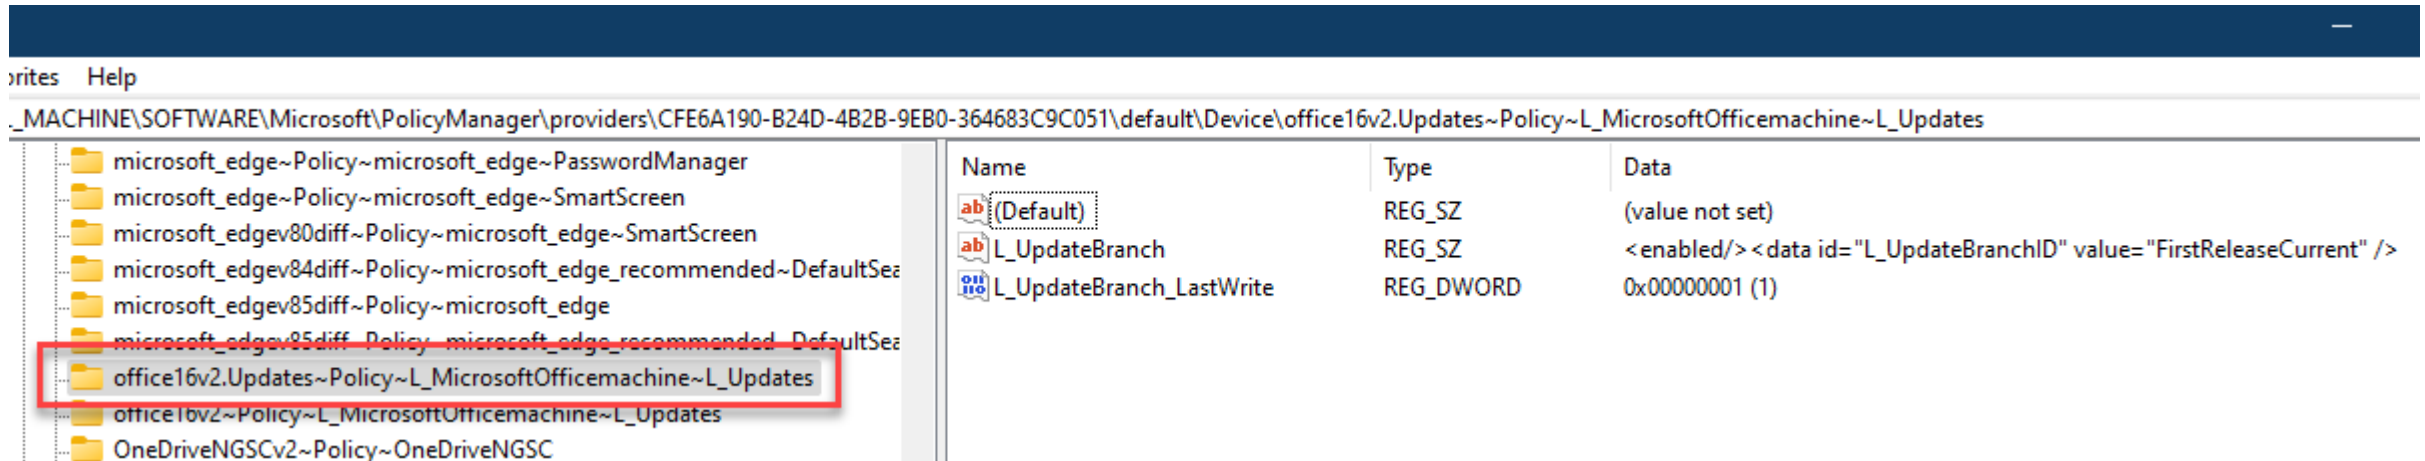 orites Help
_MACHINE\SOFTWARE\Microsoft\PolicyManager\providers\CFE6A190-B24D-4B2B-9EB0-364683C9C051\default\Device\office16v2.Updates~Policy~L_MicrosoftOfficemachine~L_Updates
microsoft_edge~Policy~microsoft_edge~PasswordManager
microsoft_edge~Policy~microsoft_edge~SmartScreen
microsoft_edgev80diff~Policy~microsoft_edge~SmartScreen
microsoft_edgev84diff~Policy~microsoft_edge_recommended~DefaultSea
microsoft_edgev85diff~Policy~microsoft_edge
microsoft_edgev85diff~Policy~microsoft_edge_recommended~DefaultSea
office16v2.Updates~Policy~L_MicrosoftOfficemachine~L_Updates
office16v2~Policy~L_MicrosoftOfficemachine~L_Updates
OneDriveNGSCv2~Policy~OneDriveNGSC
Name Type Data
(Default) REG_SZ (value not set)
L_UpdateBranch REG_SZ <enabled/><data id="L_UpdateBranchID" value="FirstReleaseCurrent" />
L_UpdateBranch_LastWrite REG_DWORD 0x00000001 (1)